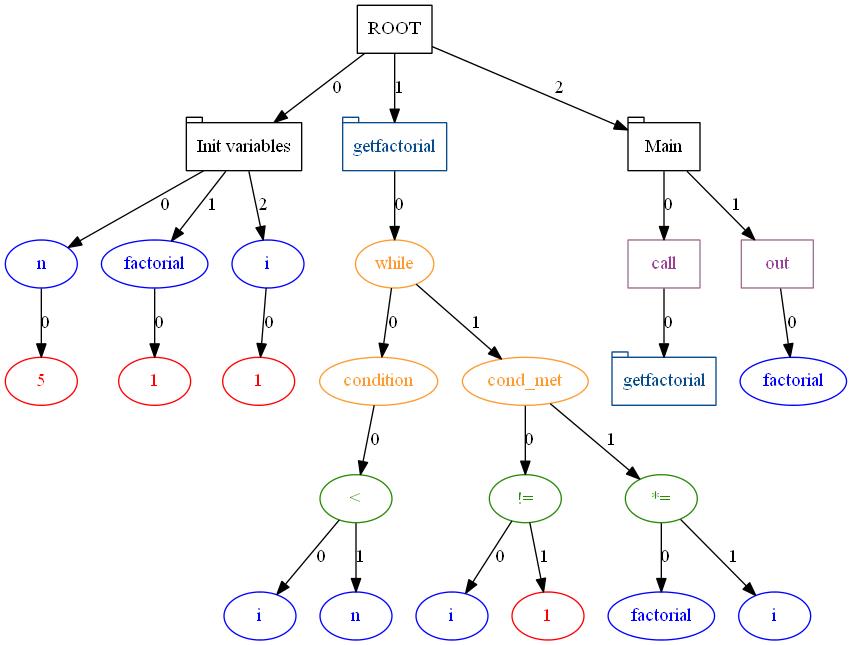 ROOT
0 1 2
Init variables getfactorial Main
0 1 2 0 0 1
n factorial i while call out
0 0 0 0 1 0 0
5 1 1 condition cond_met getfactorial factorial
0 0 1
< != *=
0 1 0 1 0 1
i n i 1 factorial i